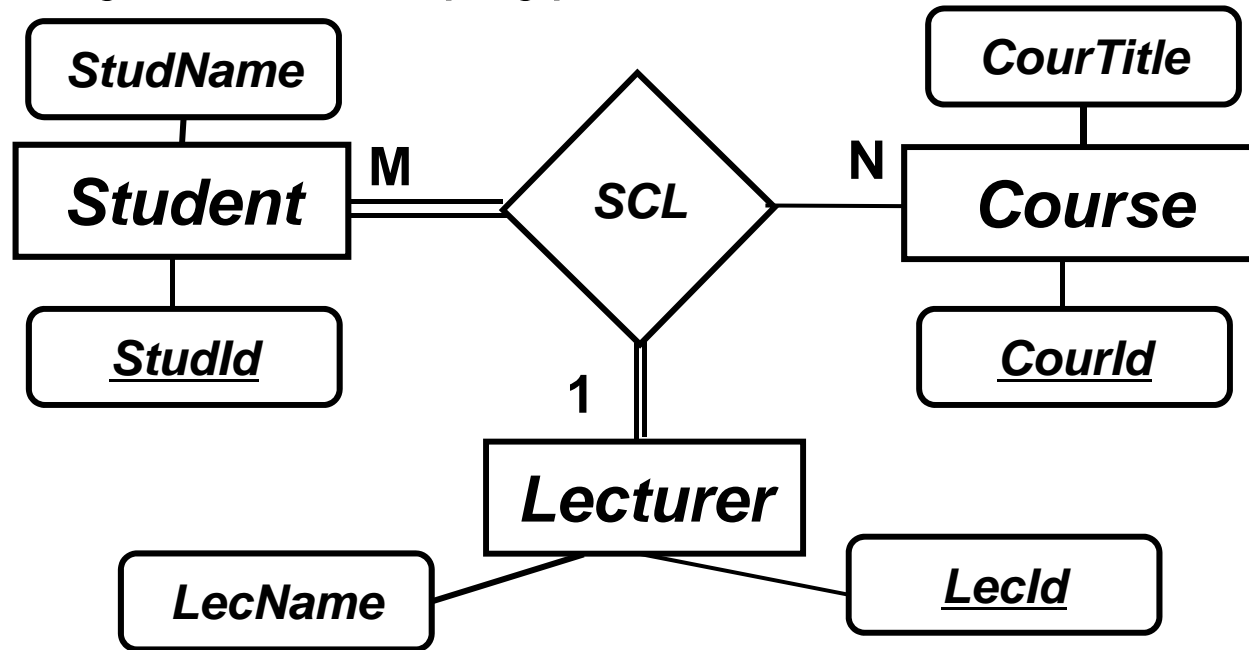 StudName
CourTitle
Student
M
SCL
N
Course
StudId
CourId
1
Lecturer
LecName
LecId